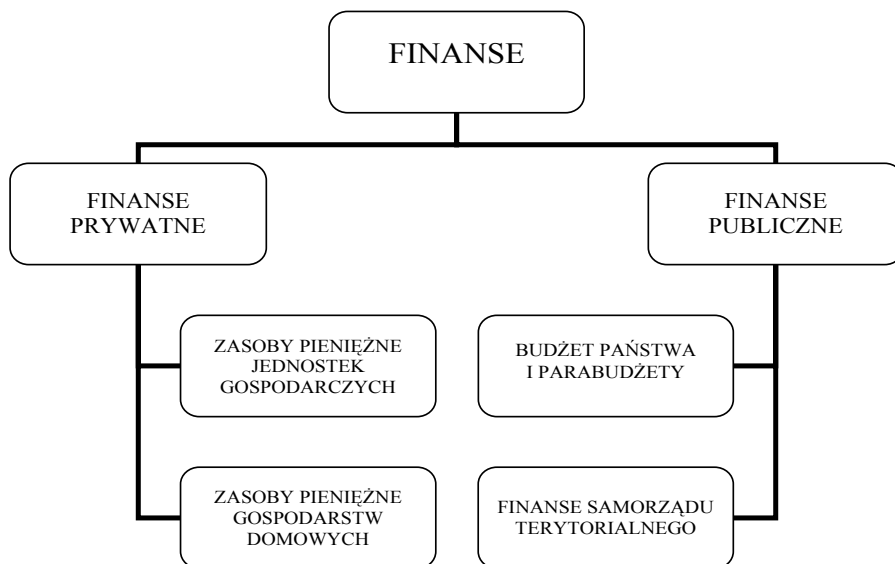 FINANSE
FINANSE
PRYWATNE
FINANSE
PUBLICZNE
ZASOBY PIENIĘŻNE
JEDNOSTEK
GOSPODARCZYCH
BUDŻET PAŃSTWA
I PARABUDŻETY
ZASOBY PIENIĘŻNE
GOSPODARSTW
DOMOWYCH
FINANSE SAMORZĄDU
TERYTORIALNEGO